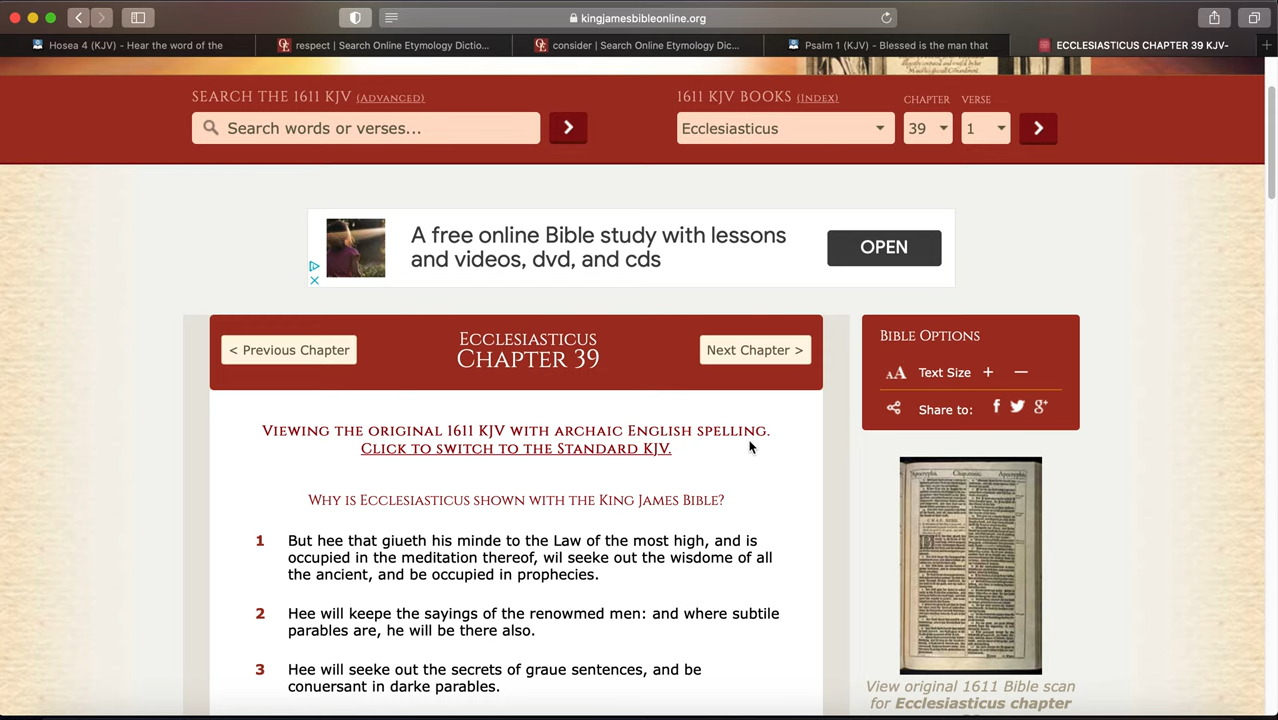 kingjamesbibleonline.org
Hosea 4 (KJV) - Hear the word of the
respect | Search Online Etymology Dictio...
consider | Search Online Etymology Dic...
Psalm 1 (KJV) - Blessed is the man that
ECCLESIASTICUS CHAPTER 39 KJV-
SEARCH THE 1611 KJV (ADVANCED)
Search words or verses...
1611 KJV BOOKS (INDEX)
CHAPTER
VERSE
Ecclesiasticus
39
1
A free online Bible study with lessons
and videos, dvd, and cds
OPEN
< Previous Chapter
ECCLESIASTICUS
CHAPTER 39
Next Chapter >
VIEWING THE ORIGINAL 1611 KJV WITH ARCHAIC ENGLISH SPELLING.
CLICK TO SWITCH TO THE STANDARD KJV.
WHY IS ECCLESIASTICUS SHOWN WITH THE KING JAMES BIBLE?
1 But hee that giueth his minde to the Law of the most high, and is
occupied in the meditation thereof, wil seeke out the wisdome of all
the ancient, and be occupied in prophecies.
2 Hee will keepe the sayings of the renowmed men: and where subtile
parables are, he will be there also.
3 Hee will seeke out the secrets of graue sentences, and be
conuersant in darke parables.
BIBLE OPTIONS
AA Text Size + —
Share to: f g+
View original 1611 Bible scan
for Ecclesiasticus chapter